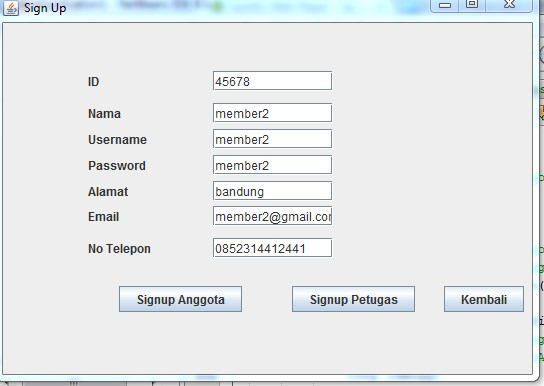 Sign Up
ID 45678
Nama member2
Username member2
Password member2
Alamat bandung
Email member2@gmail.com
No Telepon 0852314412441
Signup Anggota Signup Petugas Kembali